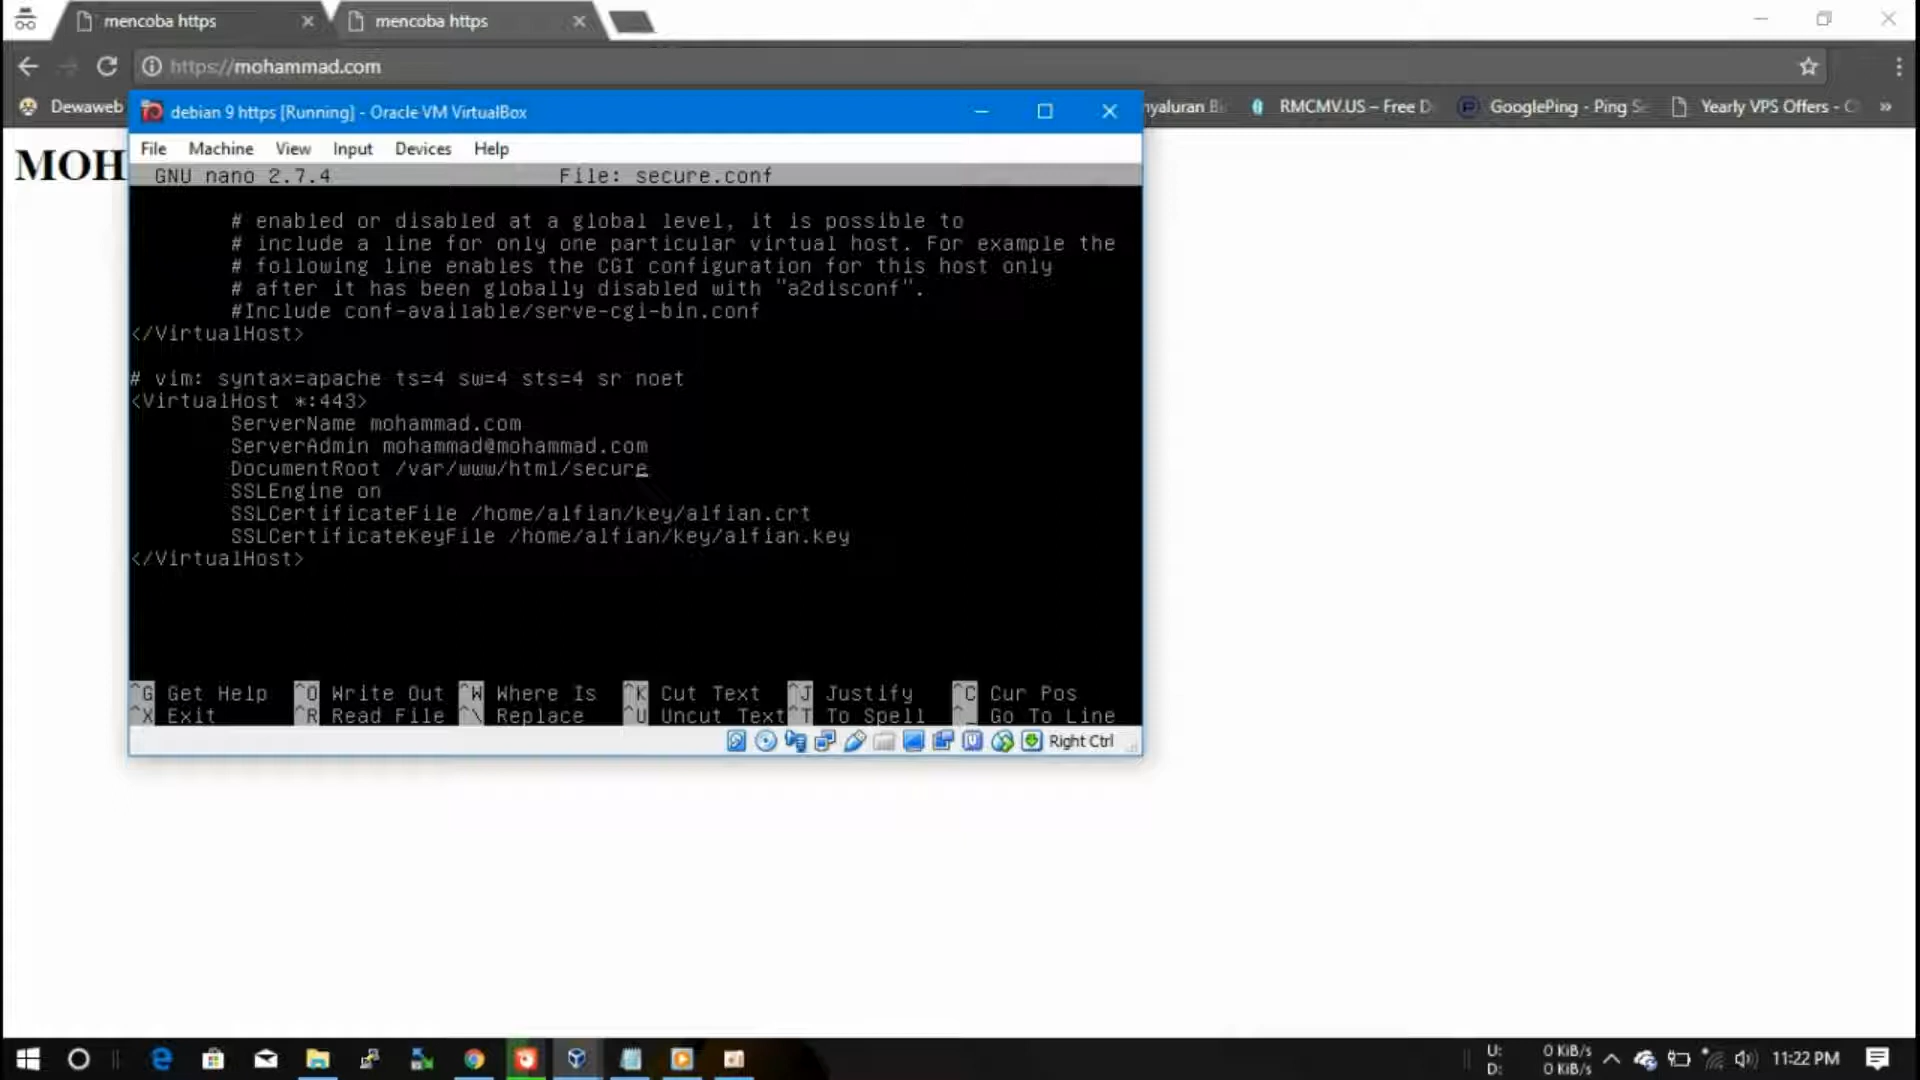 mencoba https
mencoba https
https://mohammad.com
Dewaweb
nyaluran B
RMCMV.US – Free D
GooglePing - Ping S
Yearly VPS Offers - C
»
debian 9 https [Running] - Oracle VM VirtualBox
File Machine View Input Devices Help
MOH
GNU nano 2.7.4 File: secure.conf
# enabled or disabled at a global level, it is possible to
# include a line for only one particular virtual host. For example the
# following line enables the CGI configuration for this host only
# after it has been globally disabled with "a2disconf".
#Include conf-available/serve-cgi-bin.conf
</VirtualHost>
# vim: syntax=apache ts=4 sw=4 sts=4 sr noet
<VirtualHost *:443>
ServerName mohammad.com
ServerAdmin mohammad@mohammad.com
DocumentRoot /var/www/html/secure
SSLEngine on
SSLCertificateFile /home/alfian/key/alfian.crt
SSLCertificateKeyFile /home/alfian/key/alfian.key
</VirtualHost>
^G Get Help ^O Write Out ^W Where Is ^K Cut Text ^J Justify ^C Cur Pos
^X Exit ^R Read File ^\ Replace ^U Uncut Text ^T To Spell ^_ Go To Line
Right Ctrl
U: 0 KiB/s
D: 0 KiB/s
11:22 PM